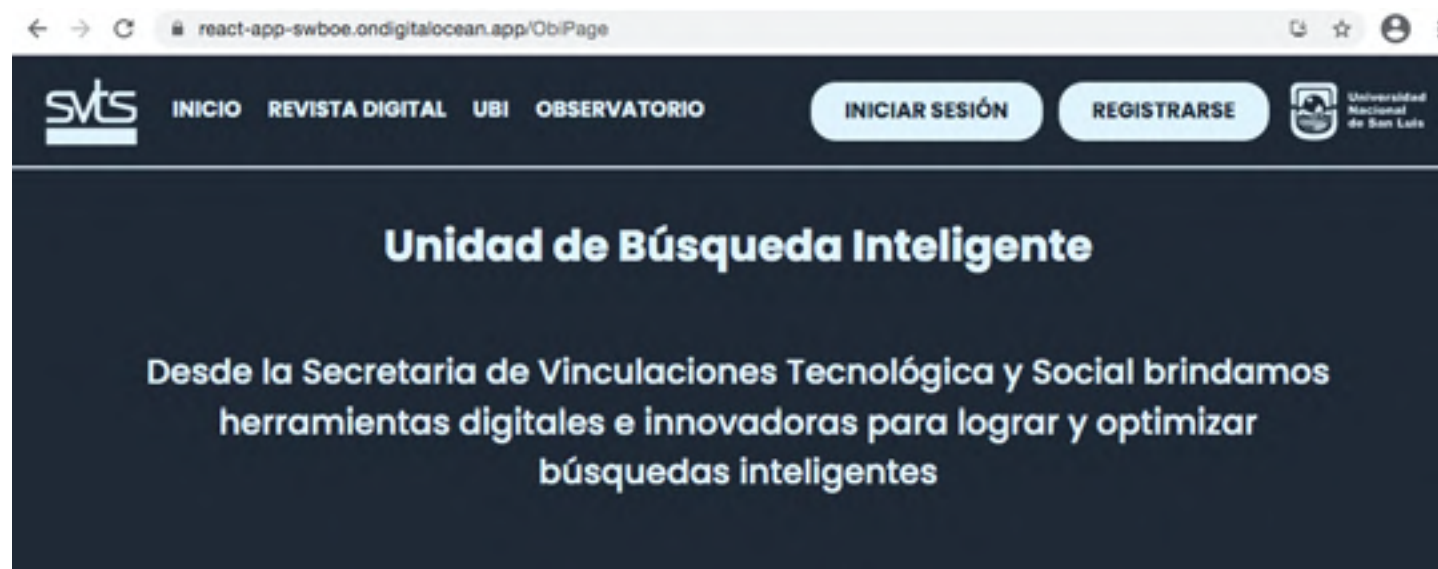 react-app-swboe.ondigitalocean.app/ObiPage
svts INICIO REVISTA DIGITAL UBI OBSERVATORIO INICIAR SESIÓN REGISTRARSE
Universidad
Nacional
de San Luis
Unidad de Búsqueda Inteligente
Desde la Secretaria de Vinculaciones Tecnológica y Social brindamos
herramientas digitales e innovadoras para lograr y optimizar
búsquedas inteligentes